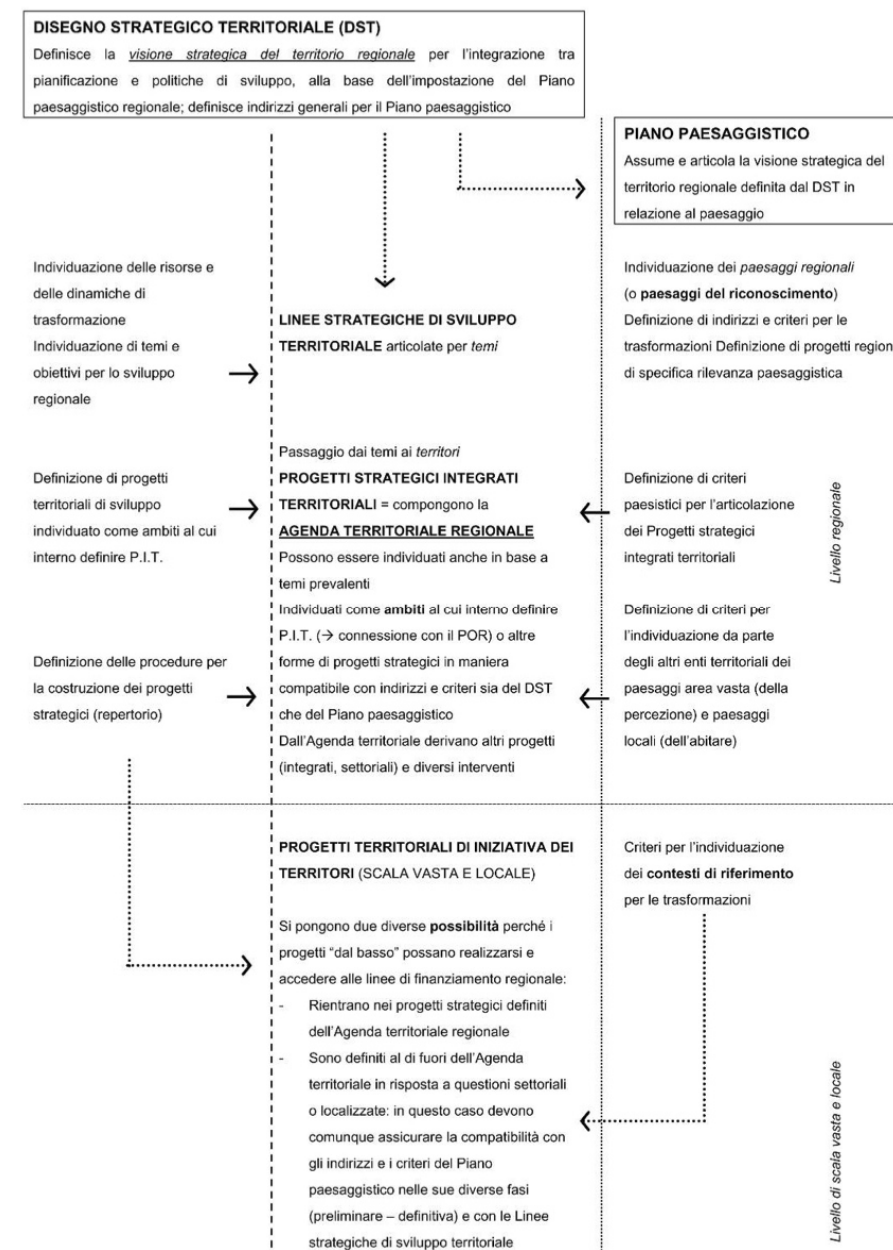 DISEGNO STRATEGICO TERRITORIALE (DST)
Definisce la visione strategica del territorio regionale per l'integrazione tra
pianificazione e politiche di sviluppo, alla base dell'impostazione del Piano
paesaggistico regionale; definisce indirizzi generali per il Piano paesaggistico
PIANO PAESAGGISTICO
Assume e articola la visione strategica del
territorio regionale definita dal DST in
relazione al paesaggio
Individuazione delle risorse e
delle dinamiche di
trasformazione
Individuazione di temi e
obiettivi per lo sviluppo
regionale
LINEE STRATEGICHE DI SVILUPPO
TERRITORIALE articolate per temi
Individuazione dei paesaggi regionali
(o paesaggi del riconoscimento)
Definizione di indirizzi e criteri per le
trasformazioni Definizione di progetti region
di specifica rilevanza paesaggistica
Definizione di progetti
territoriali di sviluppo
individuato come ambiti al cui
interno definire P.I.T.
Definizione delle procedure per
la costruzione dei progetti
strategici (repertorio)
Passaggio dai temi ai territori
PROGETTI STRATEGICI INTEGRATI
TERRITORIALI = compongono la
AGENDA TERRITORIALE REGIONALE
Possono essere individuati anche in base a
temi prevalenti
Individuati come ambiti al cui interno definire
P.I.T. (→ connessione con il POR) o altre
forme di progetti strategici in maniera
compatibile con indirizzi e criteri sia del DST
che del Piano paesaggistico
Dall'Agenda territoriale derivano altri progetti
(integrati, settoriali) e diversi interventi
Definizione di criteri
paesistici per l'articolazione
dei Progetti strategici
integrati territoriali
Definizione di criteri per
l'individuazione da parte
degli altri enti territoriali dei
paesaggi area vasta (della
percezione) e paesaggi
locali (dell'abitare)
Livello regionale
PROGETTI TERRITORIALI DI INIZIATIVA DEI
TERRITORI (SCALA VASTA E LOCALE)
Si pongono due diverse possibilità perché i
progetti "dal basso" possano realizzarsi e
accedere alle linee di finanziamento regionale:
- Rientrano nei progetti strategici definiti
dell'Agenda territoriale regionale
- Sono definiti al di fuori dell'Agenda
territoriale in risposta a questioni settoriali
o localizzate: in questo caso devono
comunque assicurare la compatibilità con
gli indirizzi e i criteri del Piano
paesaggistico nelle sue diverse fasi
(preliminare – definitiva) e con le Linee
strategiche di sviluppo territoriale
Criteri per l'individuazione
dei contesti di riferimento
per le trasformazioni
Livello di scala vasta e locale